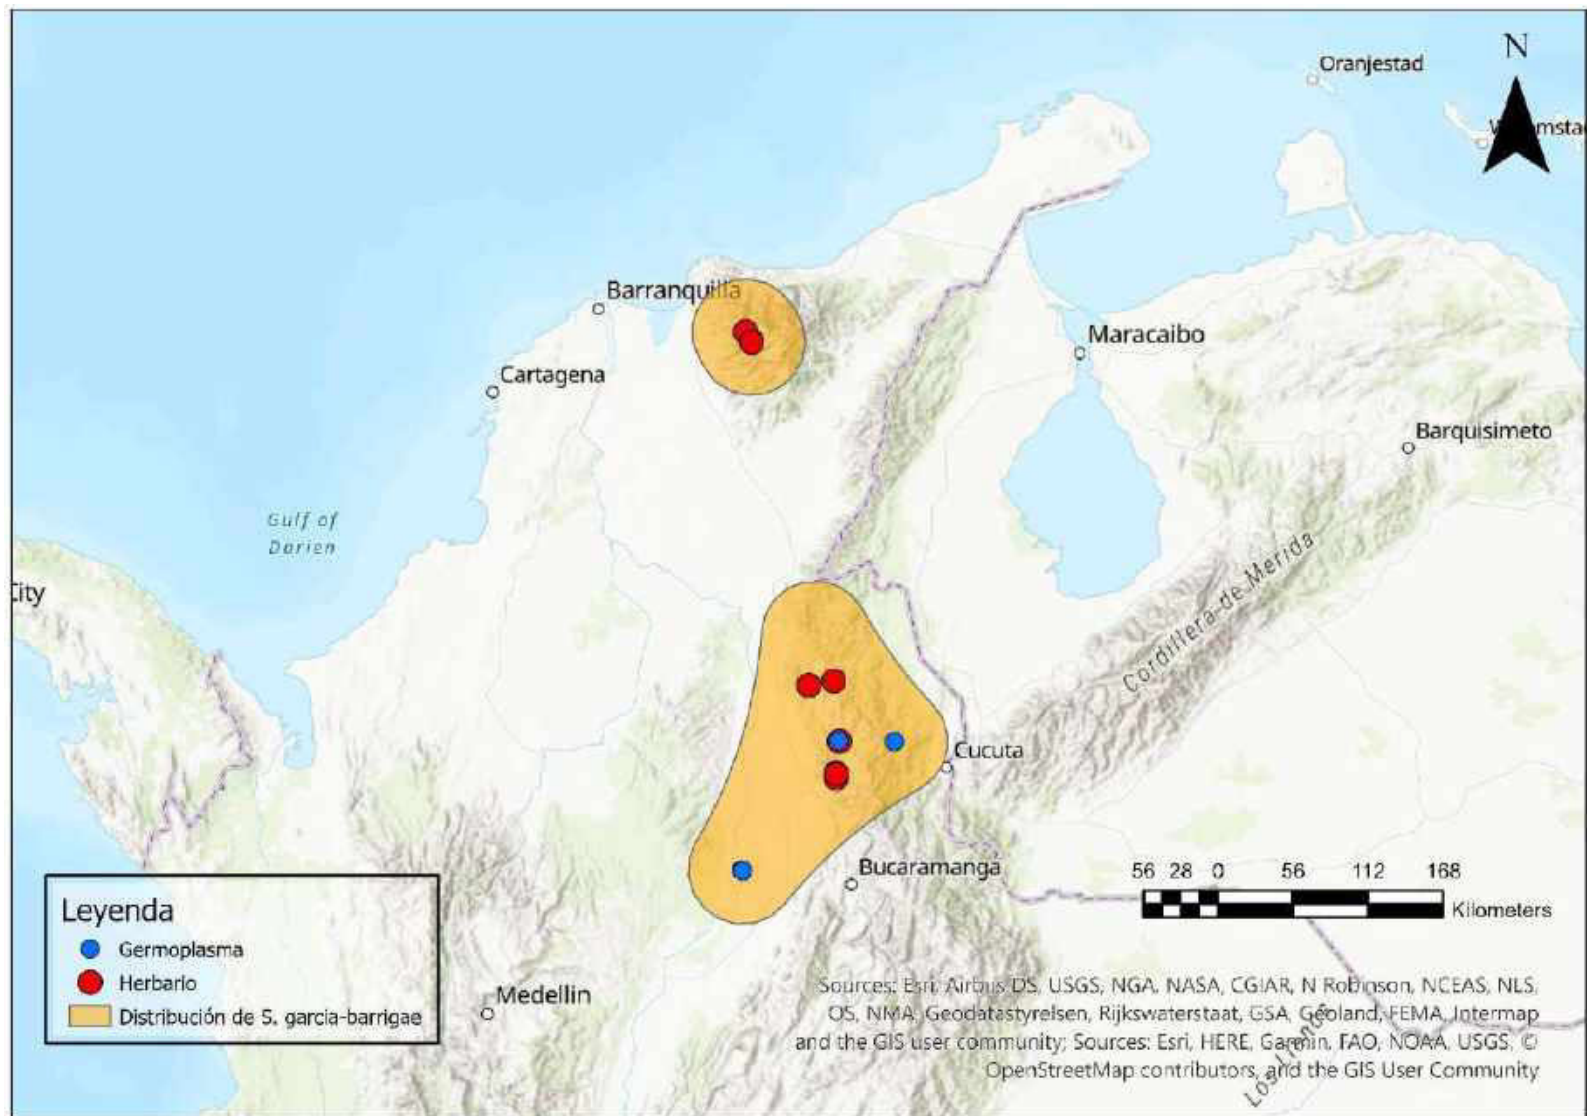 N
Oranjestad
Barranquilla
Maracaibo
Cartagena
Barquisimeto
Gulf of
Darien
City
Cordillera de Merida
Cucuta
Bucaramanga
56 28 0 56 112 168
Kilometers
Leyenda
Germoplasma
Herbario
Distribución de S. garcia-barrigae
Medellin
Sources: Esri, Airbus DS, USGS, NGA, NASA, CGIAR, N Robinson, NCEAS, NLS,
OS, NMA, Geodatastyrelsen, Rijkswaterstaat, GSA, Geoland, FEMA, Intermap
and the GIS user community; Sources: Esri, HERE, Garmin, FAO, NOAA, USGS, ©
OpenStreetMap contributors, and the GIS User Community